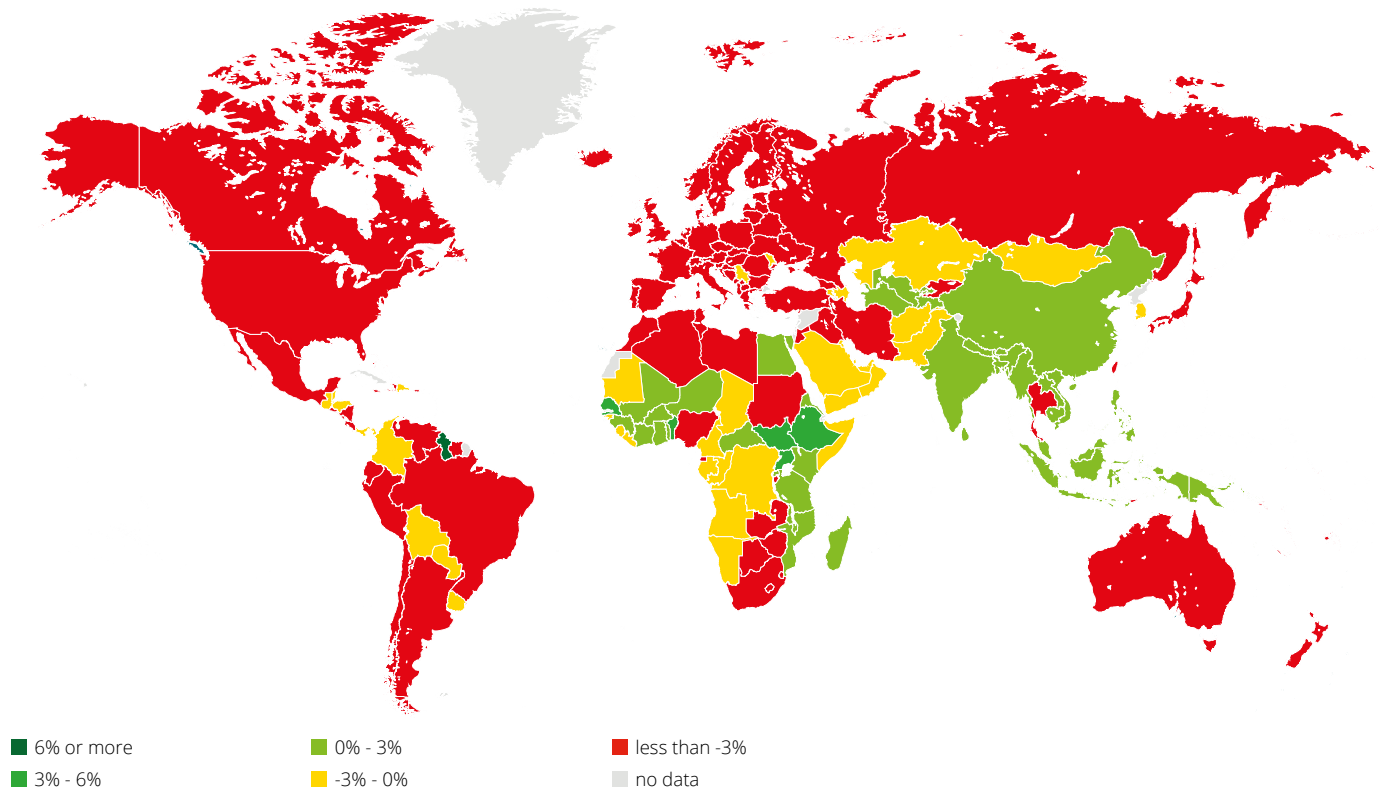 6% or more
0% - 3%
less than -3%
3% - 6%
-3% - 0%
no data